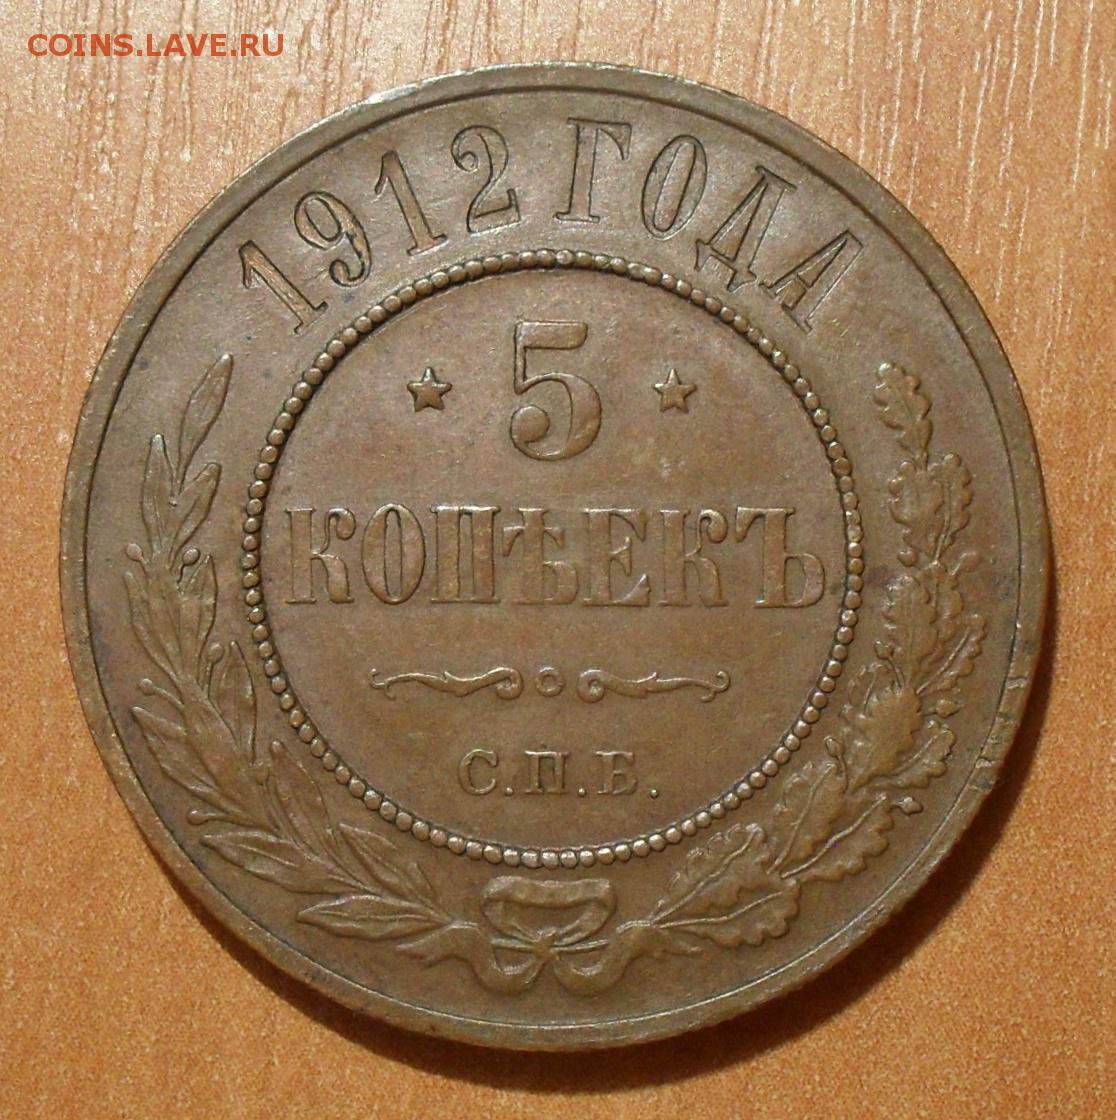 COINS.LAVE.RU
1912 ГОДА
★ 5 ★
КОПѢЕКЪ
С.П.Б.